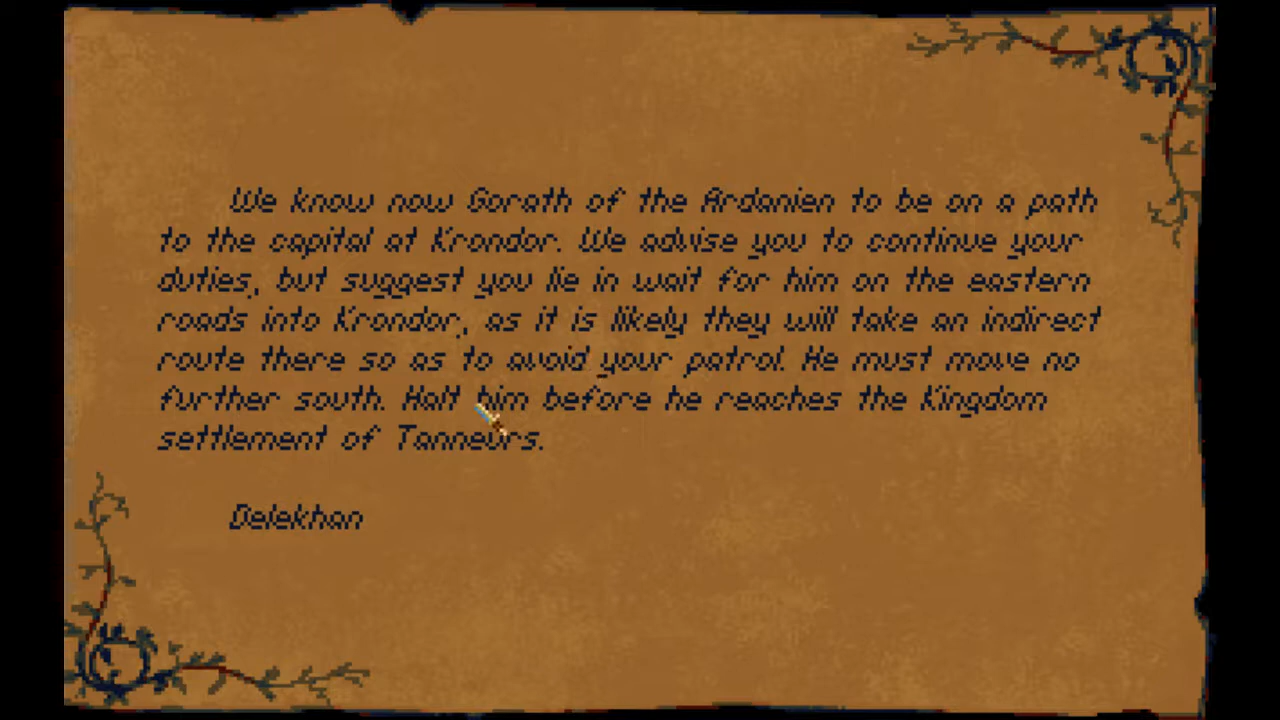 We know now Gorath of the Ardanien to be on a path
to the capital at Krondor. We advise you to continue your
duties, but suggest you lie in wait for him on the eastern
roads into Krondor, as it is likely they will take an indirect
route there so as to avoid your patrol. He must move no
further south. Halt him before he reaches the Kingdom
settlement of Tanneurs.
Delekhan